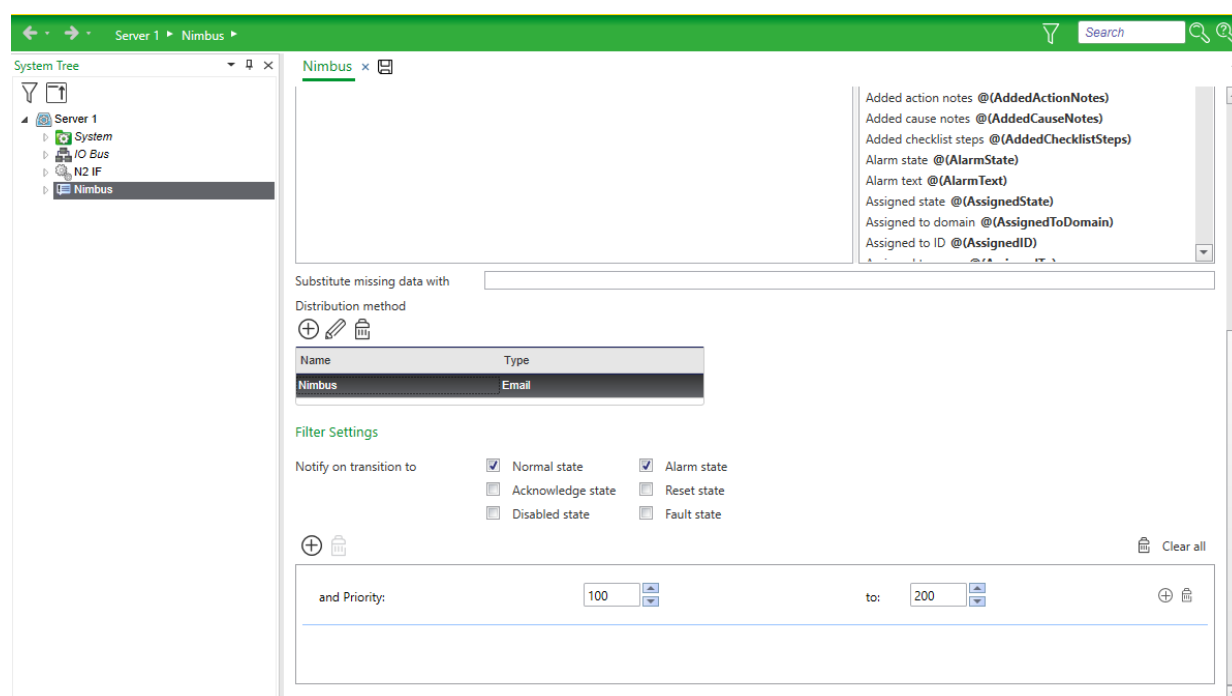 Server 1 ▸ Nimbus ▸
Search
System Tree
Nimbus
Server 1
System
IO Bus
N2 IF
Nimbus
Added action notes @(AddedActionNotes)
Added cause notes @(AddedCauseNotes)
Added checklist steps @(AddedChecklistSteps)
Alarm state @(AlarmState)
Alarm text @(AlarmText)
Assigned state @(AssignedState)
Assigned to domain @(AssignedToDomain)
Assigned to ID @(AssignedID)
Substitute missing data with
Distribution method
Name Type
Nimbus Email
Filter Settings
Notify on transition to Normal state Alarm state
Acknowledge state Reset state
Disabled state Fault state
Clear all
and Priority: 100 to: 200